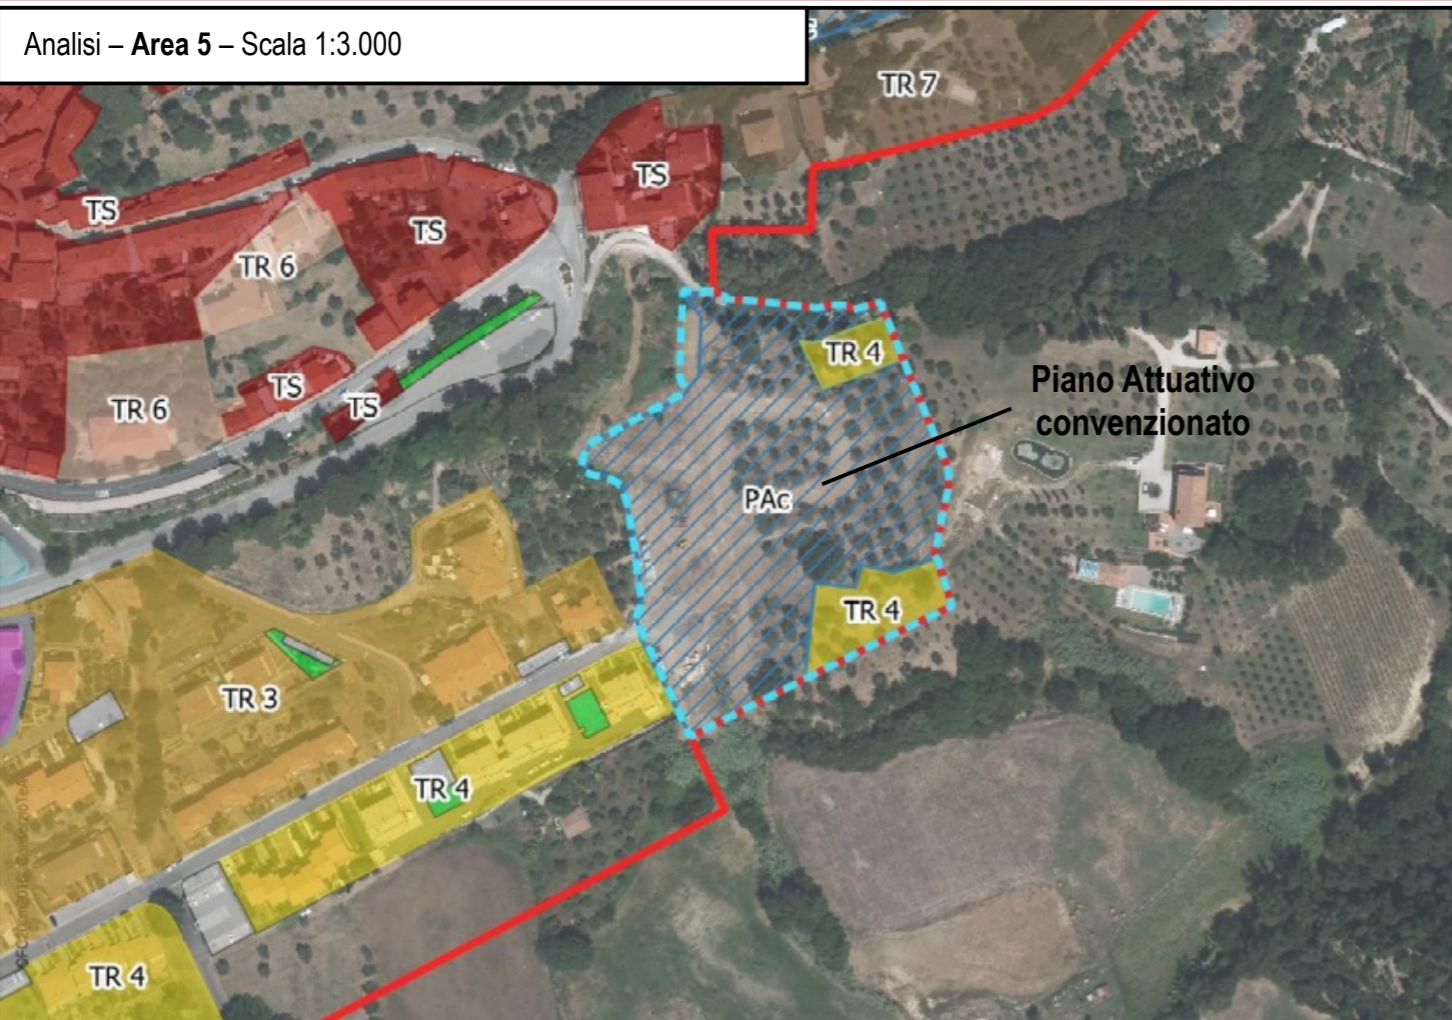 Analisi – Area 5 – Scala 1:3.000
TR 7
TS
TS
TS
TR 6
TR 4
TS
TS
TR 6
Piano Attuativo
convenzionato
PAc
TR 4
TR 3
TR 4
TR 4